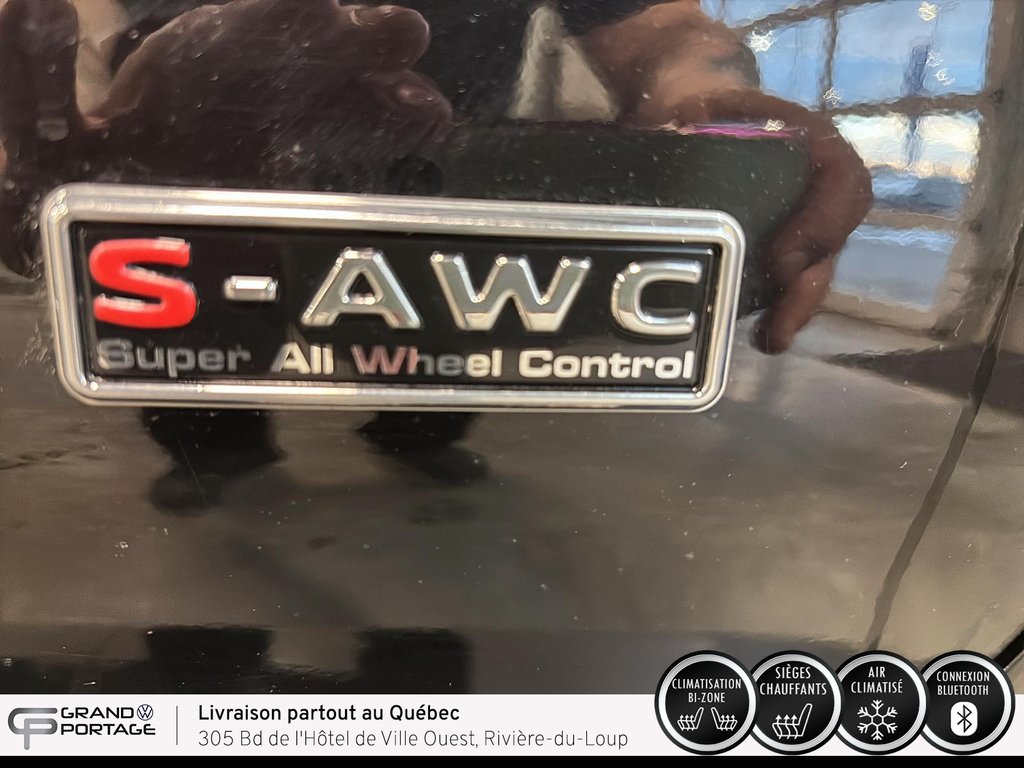 S-AWC
Super All Wheel Control
CLIMATISATION
BI-ZONE
SIÈGES
CHAUFFANTS
AIR
CLIMATISÉ
CONNEXION
BLUETOOTH
GRAND
PORTAGE
Livraison partout au Québec
305 Bd de l'Hôtel de Ville Ouest, Rivière-du-Loup